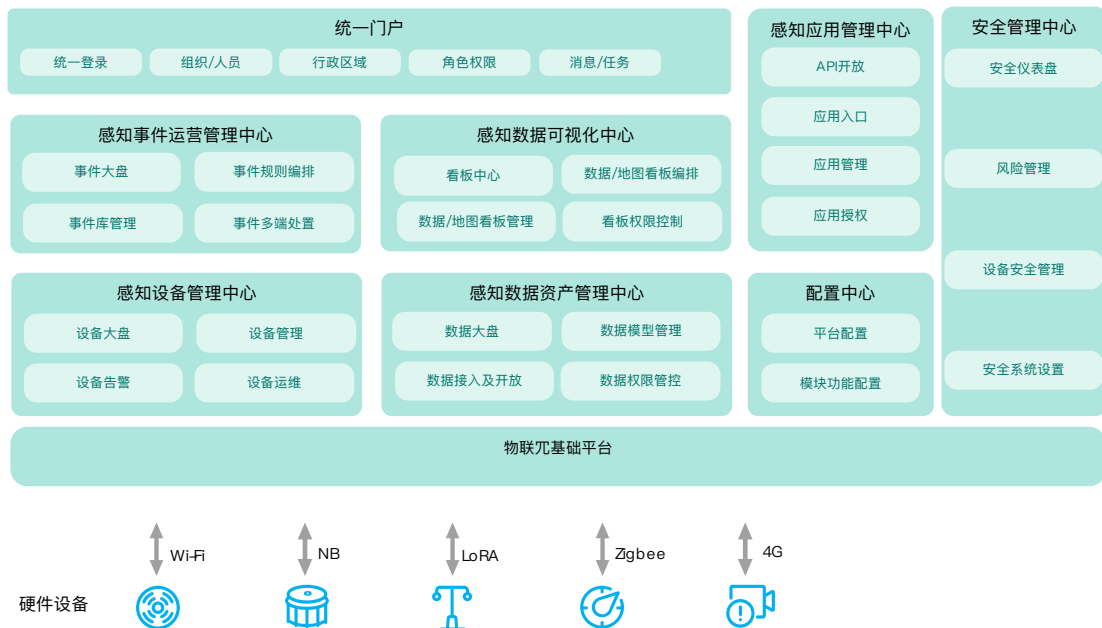 统一门户
统一登录
组织/人员
行政区域
角色权限
消息/任务
感知应用管理中心
API开放
应用入口
应用管理
应用授权
安全管理中心
安全仪表盘
风险管理
设备安全管理
安全系统设置
感知事件运营管理中心
事件大盘
事件规则编排
事件库管理
事件多端处置
感知数据可视化中心
看板中心
数据/地图看板编排
数据/地图看板管理
看板权限控制
感知设备管理中心
设备大盘
设备管理
设备告警
设备运维
感知数据资产管理中心
数据大盘
数据模型管理
数据接入及开放
数据权限管控
配置中心
平台配置
模块功能配置
物联冗基础平台
Wi-Fi
NB
LoRA
Zigbee
4G
硬件设备